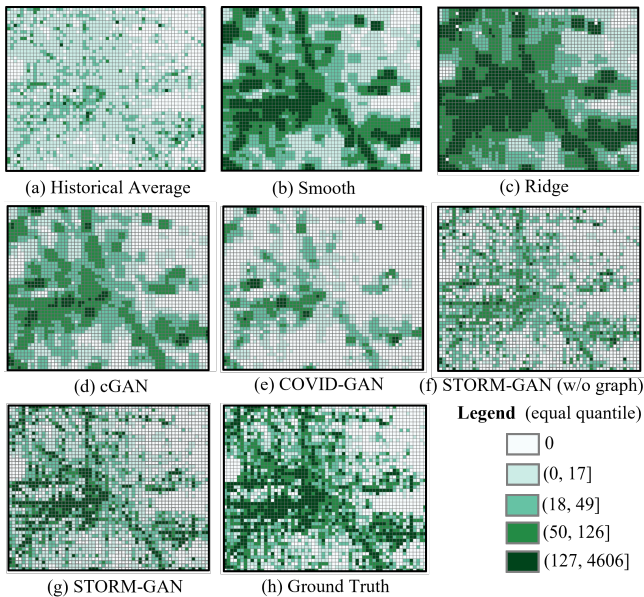 (a) Historical Average
(b) Smooth
(c) Ridge
(d) cGAN
(e) COVID-GAN
(f) STORM-GAN (w/o graph)
Legend (equal quantile)
0
(0, 17]
(18, 49]
(50, 126]
(127, 4606]
(g) STORM-GAN
(h) Ground Truth